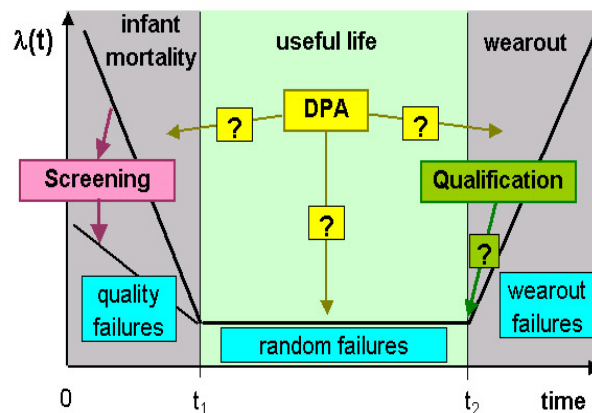 λ(t)
infant
mortality
useful life
wearout
DPA
?
?
?
Screening
Qualification
?
quality
failures
random failures
wearout
failures
0
t1
t2
time